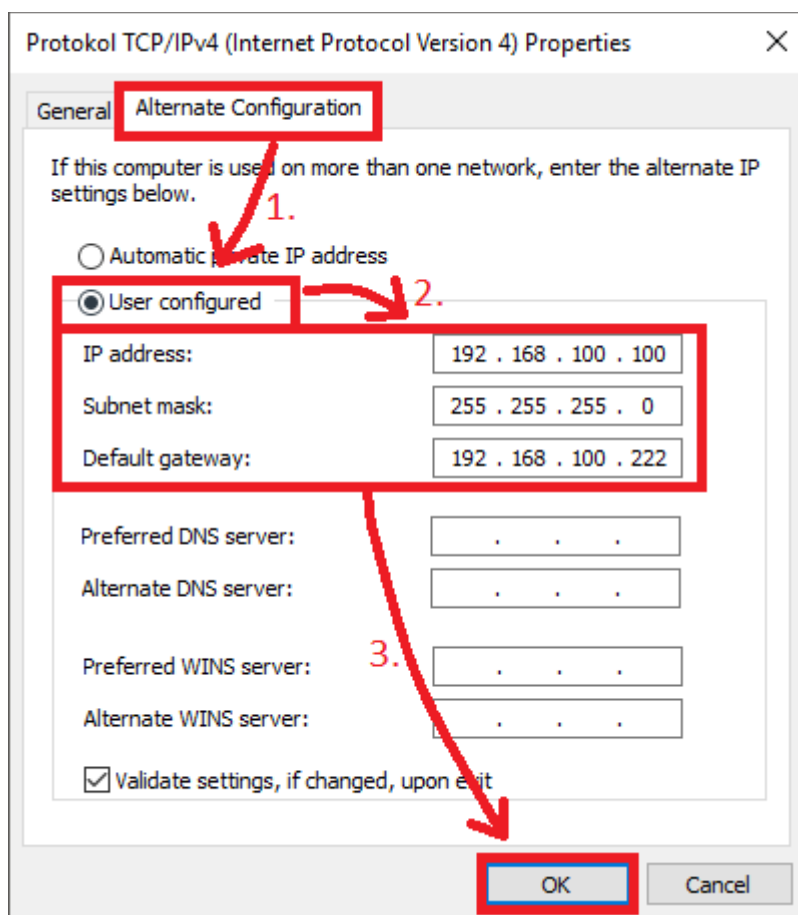 Protokol TCP/IPv4 (Internet Protocol Version 4) Properties
General
Alternate Configuration
If this computer is used on more than one network, enter the alternate IP
settings below.
1.
Automatic private IP address
User configured
2.
IP address: 192 . 168 . 100 . 100
Subnet mask: 255 . 255 . 255 . 0
Default gateway: 192 . 168 . 100 . 222
Preferred DNS server: . . .
Alternate DNS server: . . .
3.
Preferred WINS server: . . .
Alternate WINS server: . . .
Validate settings, if changed, upon exit
OK
Cancel